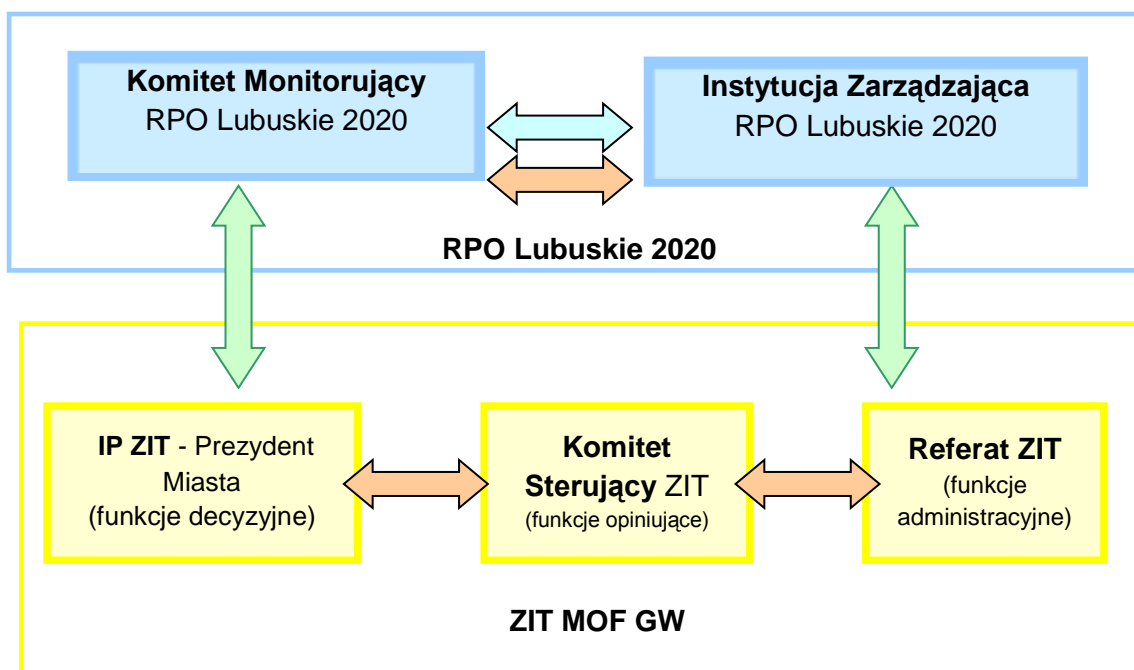 Komitet Monitorujący
RPO Lubuskie 2020
Instytucja Zarządzająca
RPO Lubuskie 2020
RPO Lubuskie 2020
IP ZIT - Prezydent
Miasta
(funkcje decyzyjne)
Komitet
Sterujący ZIT
(funkcje opiniujące)
Referat ZIT
(funkcje
administracyjne)
ZIT MOF GW